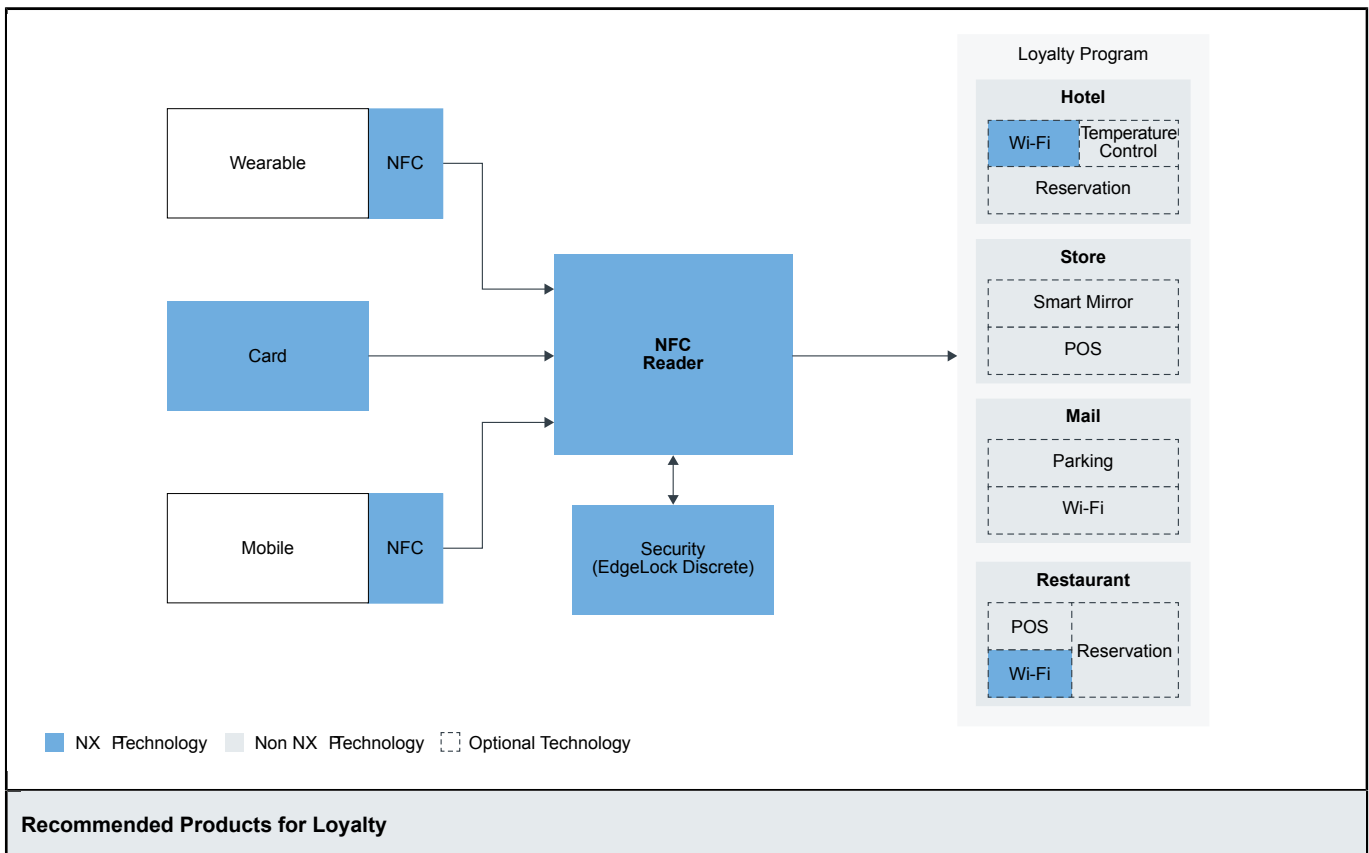 Loyalty Program
Hotel
Wi-Fi
Temperature
Control
Reservation
Store
Smart Mirror
POS
Mail
Parking
Wi-Fi
Restaurant
POS
Wi-Fi
Reservation
Wearable
NFC
Card
Mobile
NFC
NFC
Reader
Security
(EdgeLock Discrete)
NX PTechnology
Non NX PTechnology
Optional Technology
Recommended Products for Loyalty